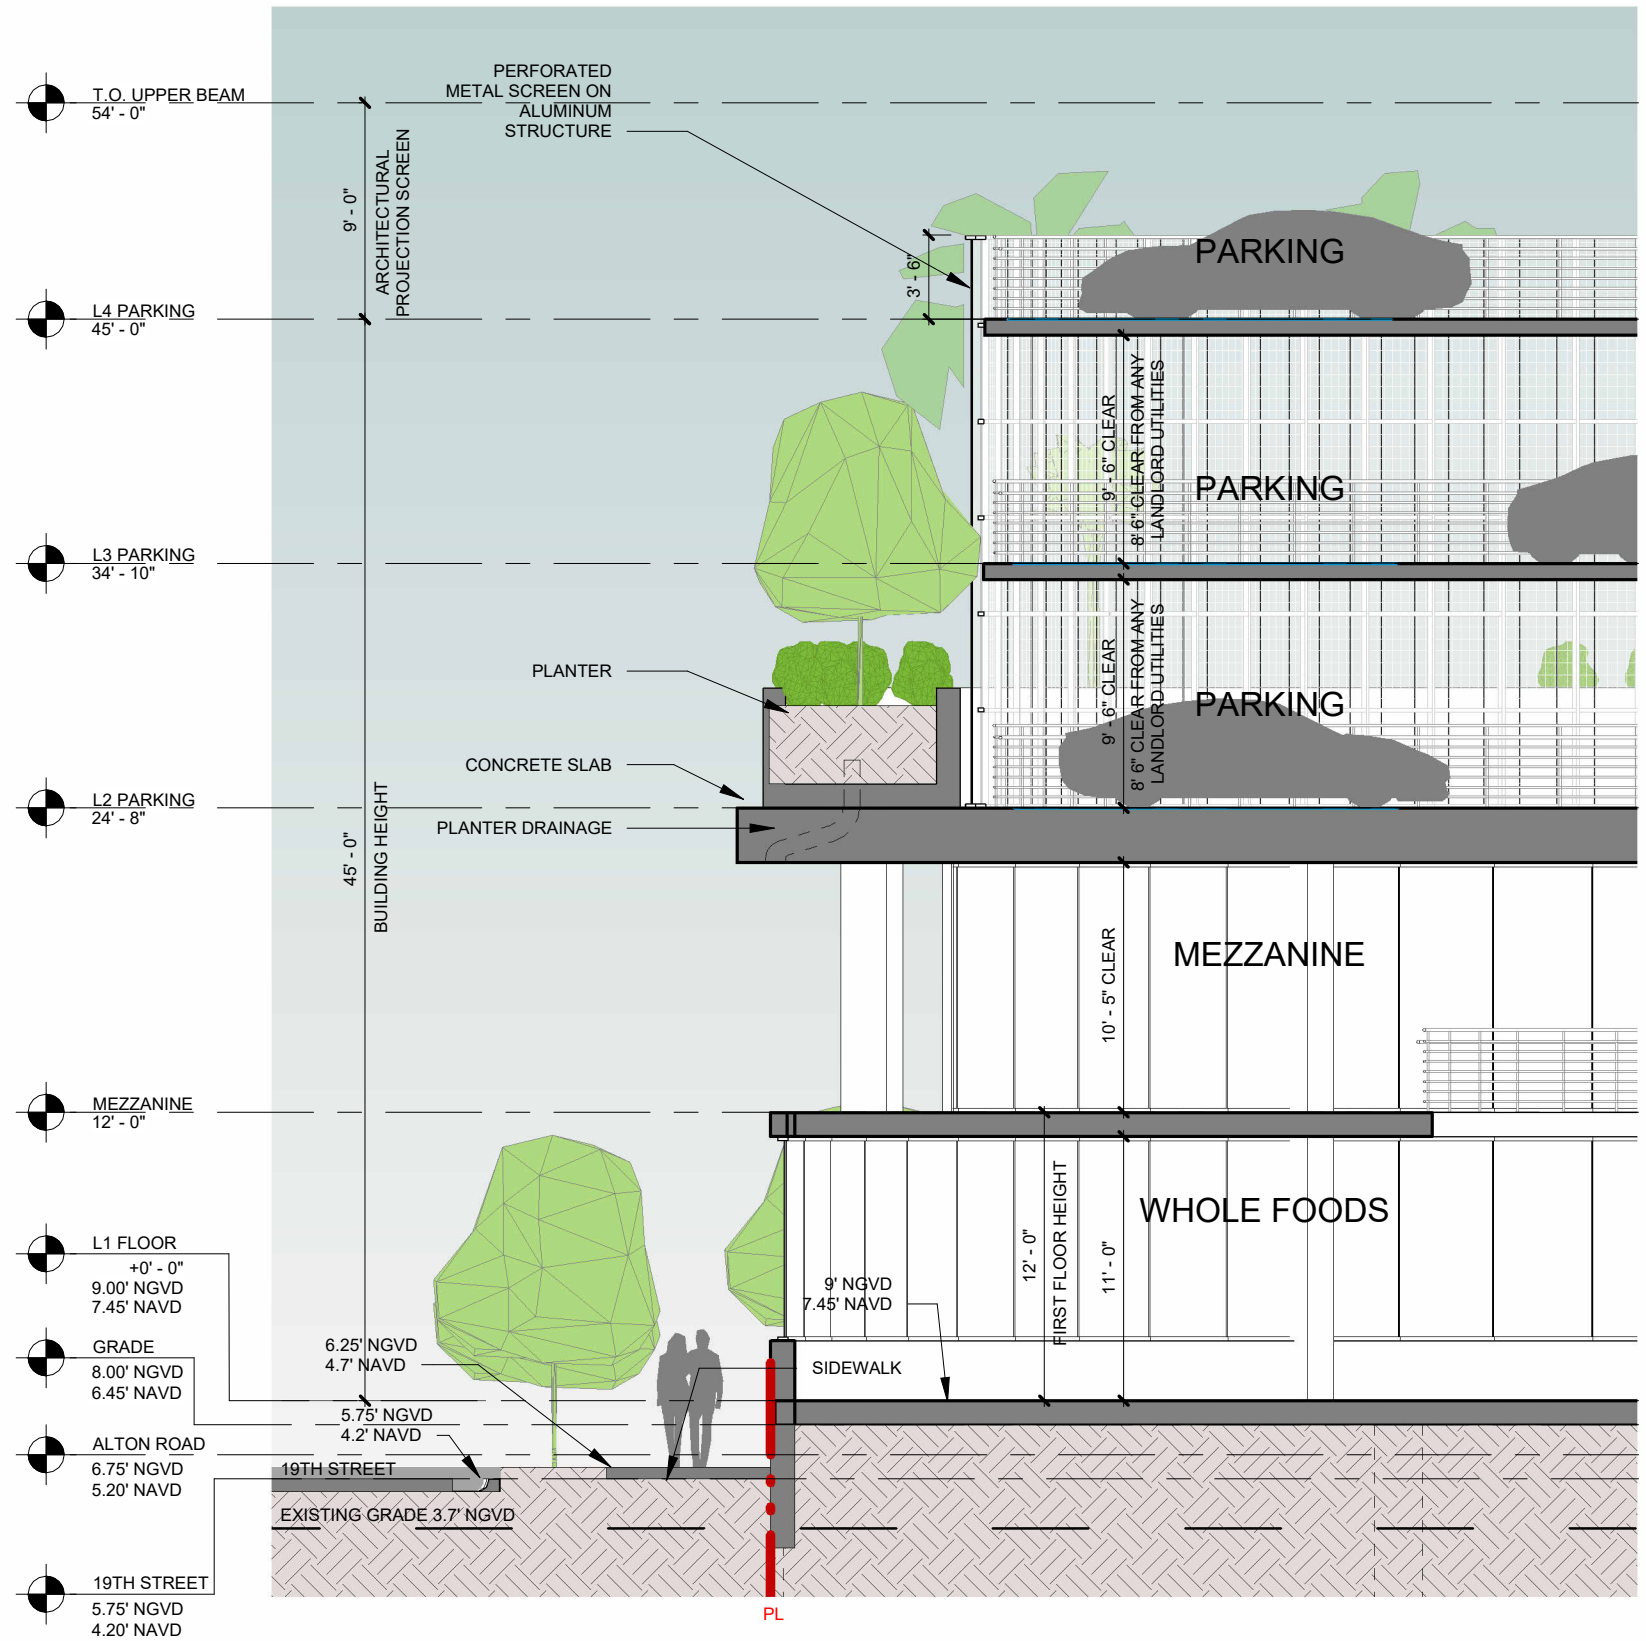 T.O. UPPER BEAM
54' - 0"
L4 PARKING
45' - 0"
L3 PARKING
34' - 10"
L2 PARKING
24' - 8"
MEZZANINE
12' - 0"
L1 FLOOR
+0' - 0"
9.00' NGVD
7.45' NAVD
GRADE
8.00' NGVD
6.45' NAVD
ALTON ROAD
6.75' NGVD
5.20' NAVD
19TH STREET
5.75' NGVD
4.20' NAVD
9' - 0"
ARCHITECTURAL
PROJECTION SCREEN
45' - 0"
BUILDING HEIGHT
PERFORATED
METAL SCREEN ON
ALUMINUM
STRUCTURE
3' - 6"
PARKING
9' - 6" CLEAR
8' 6" CLEAR FROM ANY
LANDLORD UTILITIES
PARKING
PLANTER
CONCRETE SLAB
PLANTER DRAINAGE
9' - 6" CLEAR
8' 6" CLEAR FROM ANY
LANDLORD UTILITIES
PARKING
10' - 5" CLEAR
MEZZANINE
WHOLE FOODS
12' - 0"
FIRST FLOOR HEIGHT
11' - 0"
9' NGVD
7.45' NAVD
6.25' NGVD
4.7' NAVD
SIDEWALK
5.75' NGVD
4.2' NAVD
19TH STREET
EXISTING GRADE 3.7' NGVD
PL